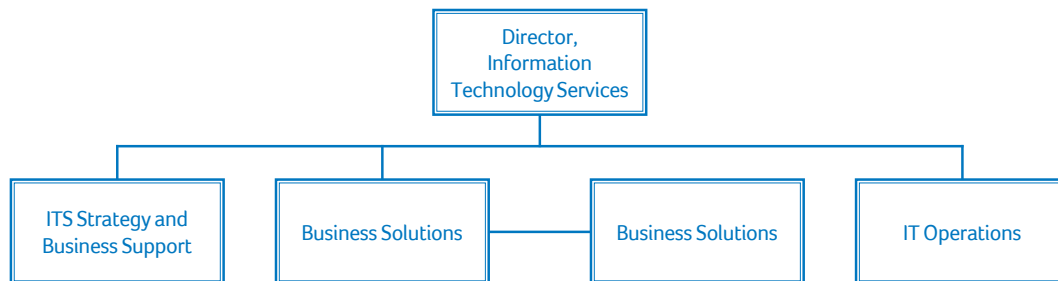 Director,
Information
Technology Services
ITS Strategy and
Business Support
Business Solutions
Business Solutions
IT Operations